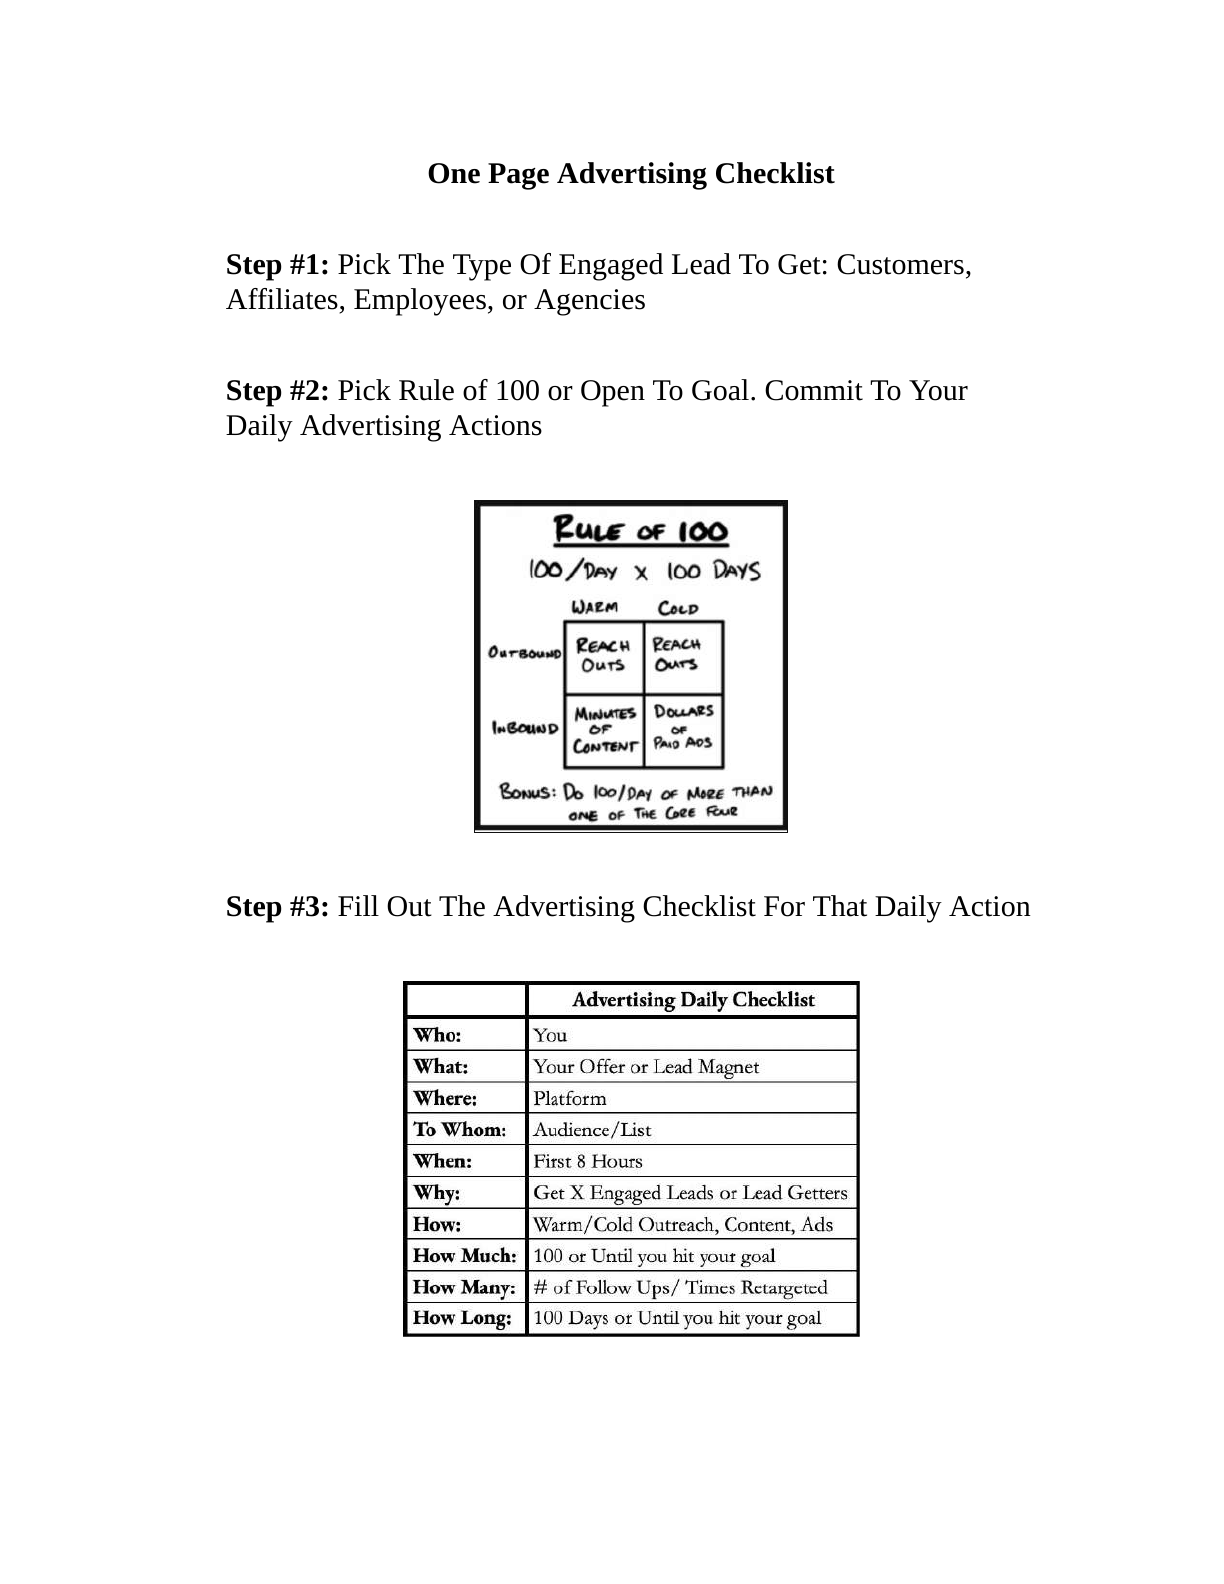 One Page Advertising Checklist
Step #1: Pick The Type Of Engaged Lead To Get: Customers,
Affiliates, Employees, or Agencies
Step #2: Pick Rule of 100 or Open To Goal. Commit To Your
Daily Advertising Actions
RULE OF 100
100/DAY X 100 DAYS
WARM COLD
OUTBOUND REACH OUTS REACH OUTS
INBOUND MINUTES OF CONTENT DOLLARS OF PAID ADS
BONUS: DO 100/DAY OF MORE THAN
ONE OF THE CORE FOUR
Step #3: Fill Out The Advertising Checklist For That Daily Action
Advertising Daily Checklist
Who: You
What: Your Offer or Lead Magnet
Where: Platform
To Whom: Audience/List
When: First 8 Hours
Why: Get X Engaged Leads or Lead Getters
How: Warm/Cold Outreach, Content, Ads
How Much: 100 or Until you hit your goal
How Many: # of Follow Ups/ Times Retargeted
How Long: 100 Days or Until you hit your goal